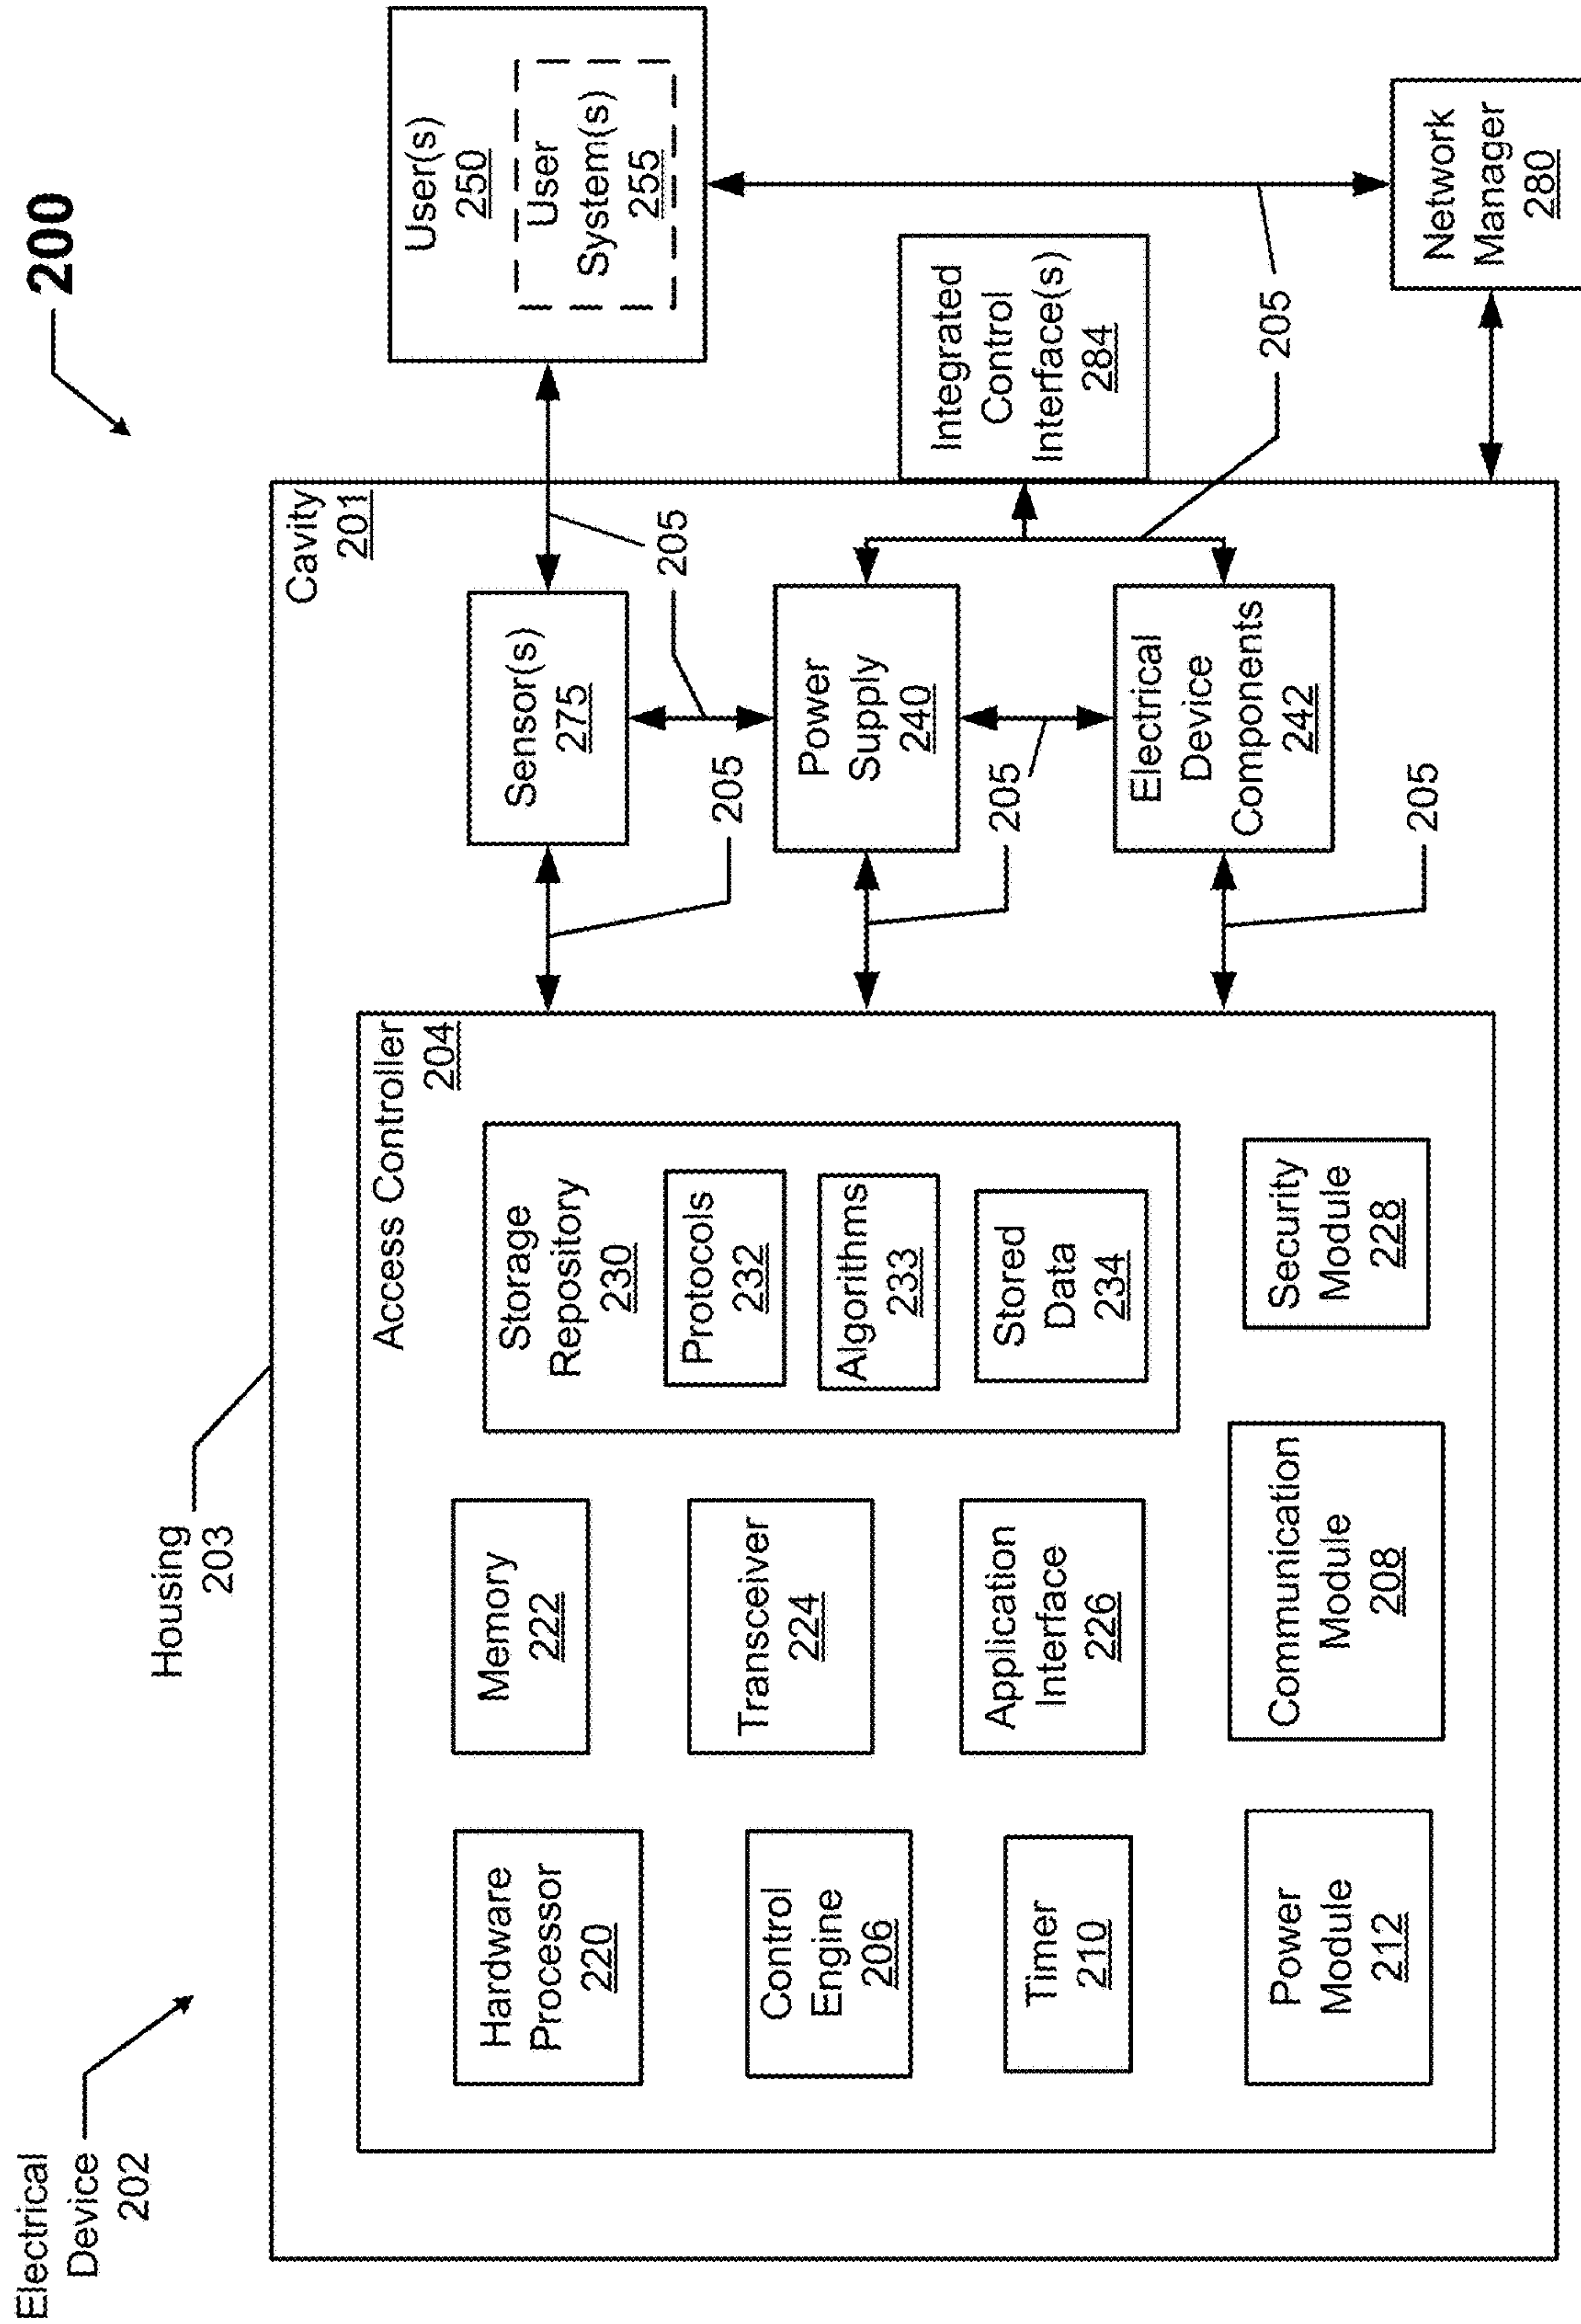 200
Electrical
Device
202
Housing
203
Cavity
201
Access Controller
204
Hardware
Processor
220
Memory
222
Storage
Repository
230
Protocols
232
Algorithms
233
Stored
Data
234
Control
Engine
206
Transceiver
224
Timer
210
Application
Interface
226
Power
Module
212
Communication
Module
208
Security
Module
228
Sensor(s)
275
Power
Supply
240
Electrical
Device
Components
242
205
205
205
205
205
205
User(s)
250
User
System(s)
255
Integrated
Control
Interface(s)
284
Network
Manager
280